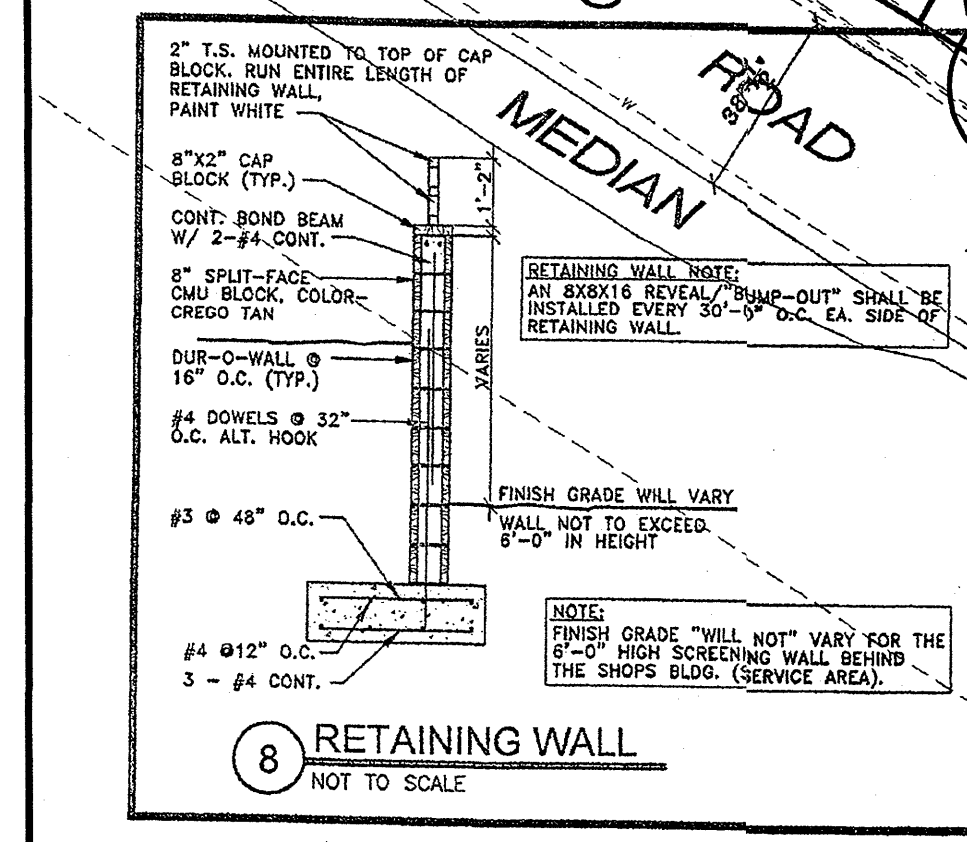 2" T.S. MOUNTED TO TOP OF CAP
BLOCK. RUN ENTIRE LENGTH OF
RETAINING WALL,
PAINT WHITE
8"X2" CAP
BLOCK (TYP.)
CONT. BOND BEAM
W/ 2-#4 CONT.
8" SPLIT-FACE
CMU BLOCK, COLOR-
CREGO TAN
DUR-O-WALL @
16" O.C. (TYP.)
#4 DOWELS @ 32"
O.C. ALT. HOOK
#3 @ 48" O.C.
#4 @12" O.C.
3 - #4 CONT.
1'-2"
VARIES
FINISH GRADE WILL VARY
WALL NOT TO EXCEED
6'-0" IN HEIGHT
MEDIAN
ROAD
W
RETAINING WALL NOTE:
AN 8X8X16 REVEAL/"BUMP-OUT" SHALL BE
INSTALLED EVERY 30'-0" O.C. EA. SIDE OF
RETAINING WALL.
NOTE:
FINISH GRADE "WILL NOT" VARY FOR THE
6'-0" HIGH SCREENING WALL BEHIND
THE SHOPS BLDG. (SERVICE AREA).
8
RETAINING WALL
NOT TO SCALE